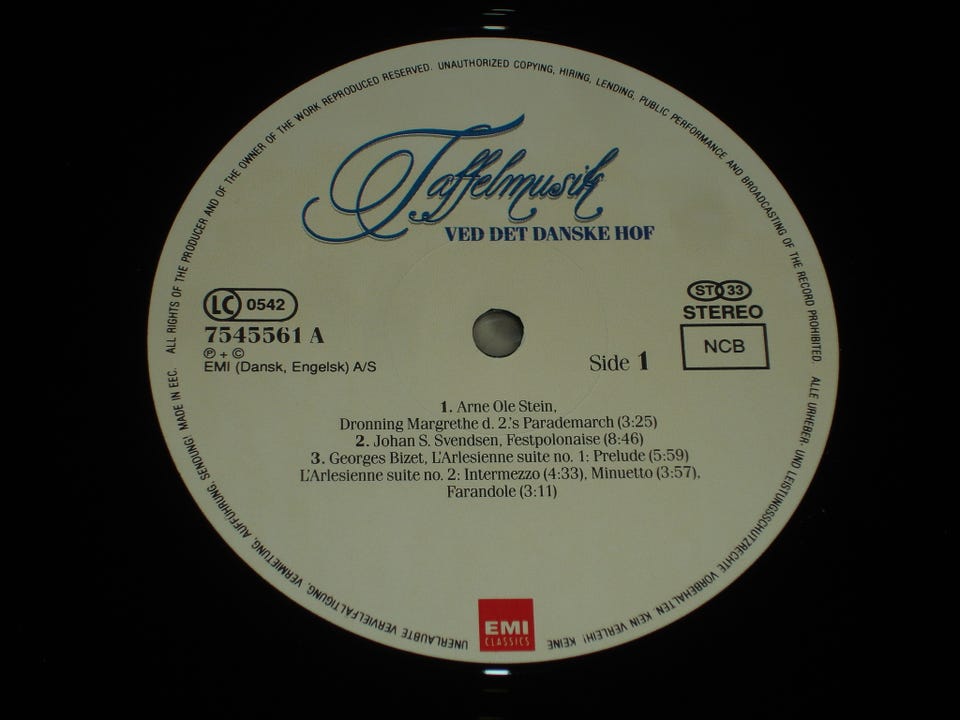 ALL RIGHTS OF THE PRODUCER AND OF THE OWNER OF THE WORK REPRODUCED RESERVED. UNAUTHORIZED COPYING, HIRING, LENDING, PUBLIC PERFORMANCE AND BROADCASTING OF THE RECORD PROHIBITED.
Taffelmusik
VED DET DANSKE HOF
LC 0542
7545561 A
℗ + ©
EMI (Dansk, Engelsk) A/S
ST 33
STEREO
NCB
Side 1
1. Arne Ole Stein,
Dronning Margrethe d. 2.'s Parademarch (3:25)
2. Johan S. Svendsen, Festpolonaise (8:46)
3. Georges Bizet, L'Arlesienne suite no. 1: Prelude (5:59)
L'Arlesienne suite no. 2: Intermezzo (4:33), Minuetto (3:57),
Farandole (3:11)
EMI
CLASSICS
ALLE URHEBER- UND LEISTUNGSSCHUTZRECHTE VORBEHALTEN. KEIN VERLEIH! KEINE UNERLAUBTE VERVIELFÄLTIGUNG, VERMIETUNG, AUFFÜHRUNG, SENDUNG! MADE IN EEC.